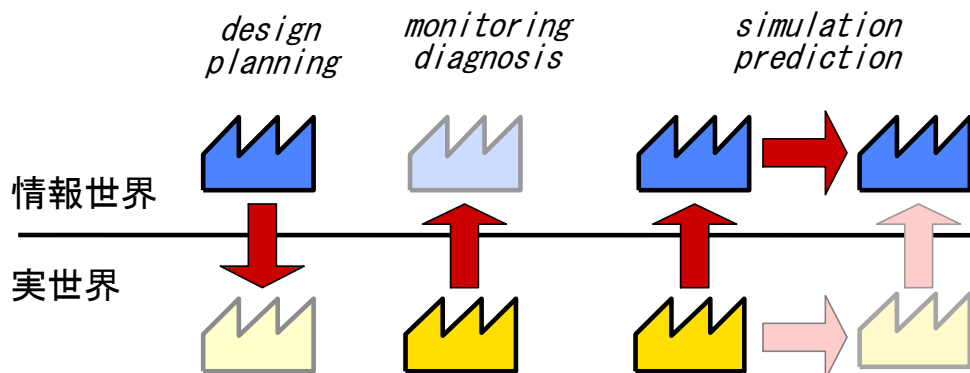 design
planning
monitoring
diagnosis
simulation
prediction
情報世界
実世界